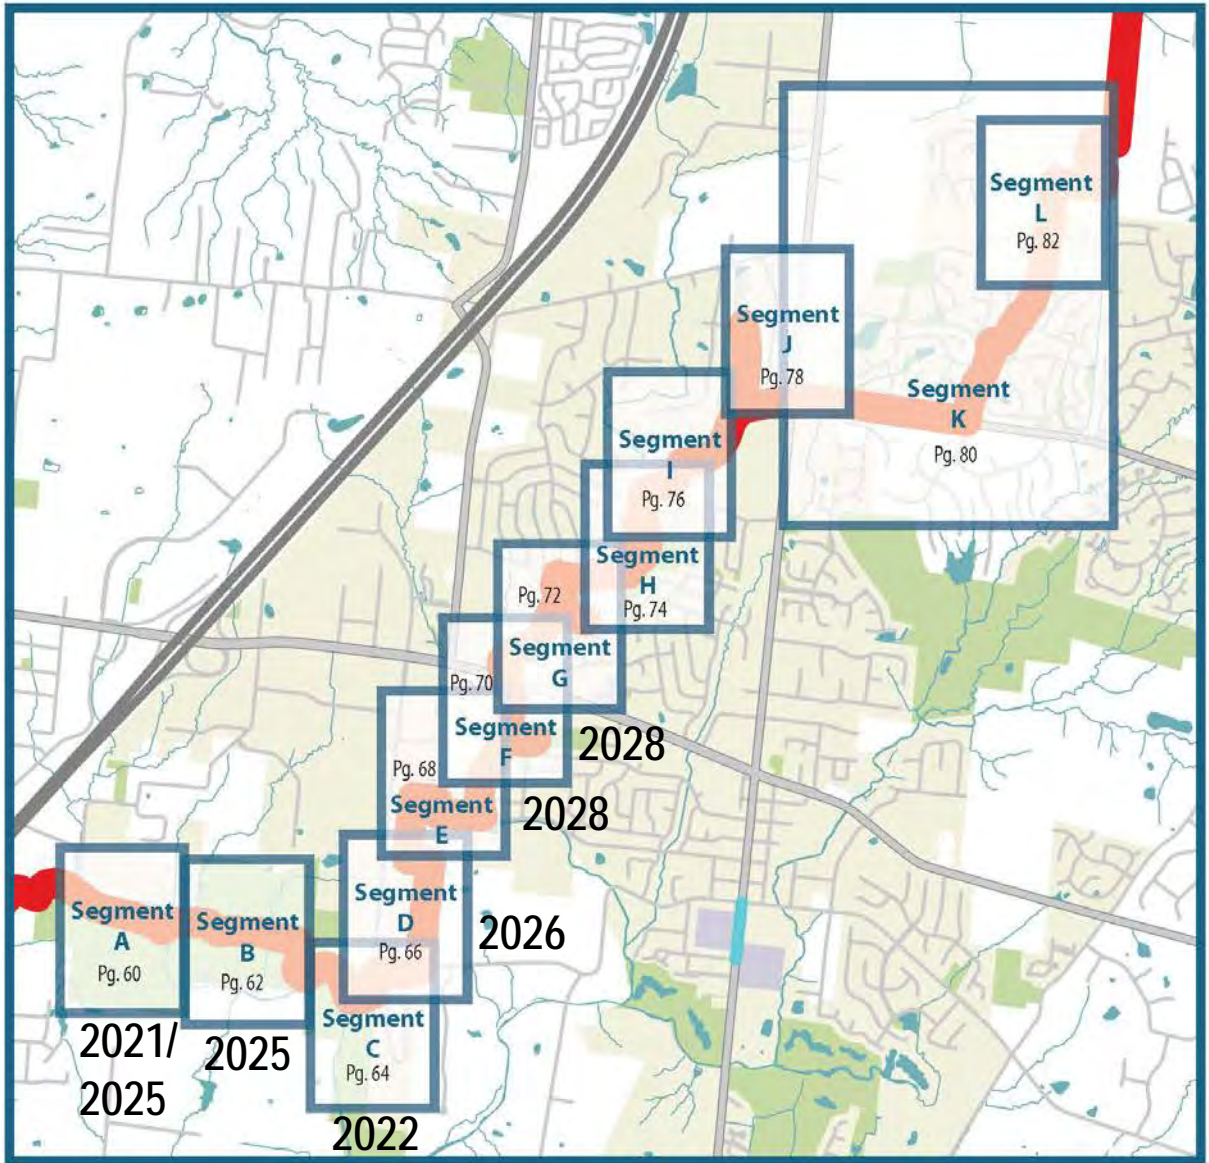 Segment
L
Pg. 82
Segment
J
Pg. 78
Segment
K
Pg. 80
Segment
I
Pg. 76
Segment
H
Pg. 74
Pg. 72
Segment
G
Pg. 70
Segment
F
2028
Pg. 68
Segment
E
2028
Segment
D
Pg. 66
2026
Segment
A
Pg. 60
2021/
2025
Segment
B
Pg. 62
2025
Segment
C
Pg. 64
2022